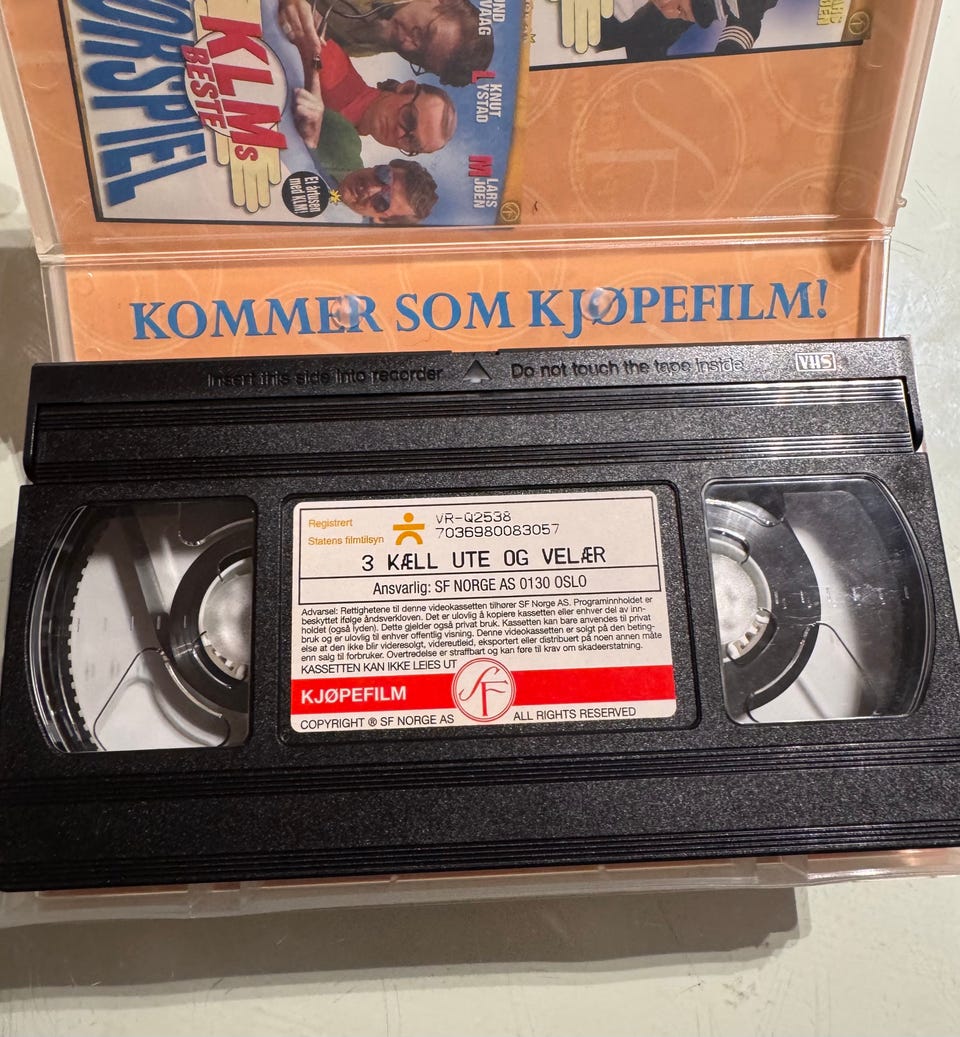 VORSPIEL
KLMs
BESTE
Et årtusen
med KLM!
KNUT
LYSTAD
LARS
MJØEN
KOMMER SOM KJØPEFILM!
Insert this side into recorder
Do not touch the tape inside
VHS
Registrert
Statens filmtilsyn
VR-Q2538
7036980083057
3 KÆLL UTE OG VELÆR
Ansvarlig: SF NORGE AS 0130 OSLO
Advarsel: Rettighetene til denne videokassetten tilhører SF Norge AS. Programinnholdet er
beskyttet ifølge åndsverkloven. Det er ulovlig å kopiere kassetten eller enhver del av inn-
holdet (også lyden). Dette gjelder også privat bruk. Kassetten kan bare anvendes til privat
bruk og er ulovlig til enhver offentlig visning. Denne videokassetten er solgt på den beting-
else at den ikke blir videresolgt, videreutleid, eksportert eller distribuert på noen annen måte
enn salg til forbruker. Overtredelse er straffbart og kan føre til krav om skadeerstatning.
KASSETTEN KAN IKKE LEIES UT
KJØPEFILM
SF
COPYRIGHT ® SF NORGE AS
ALL RIGHTS RESERVED